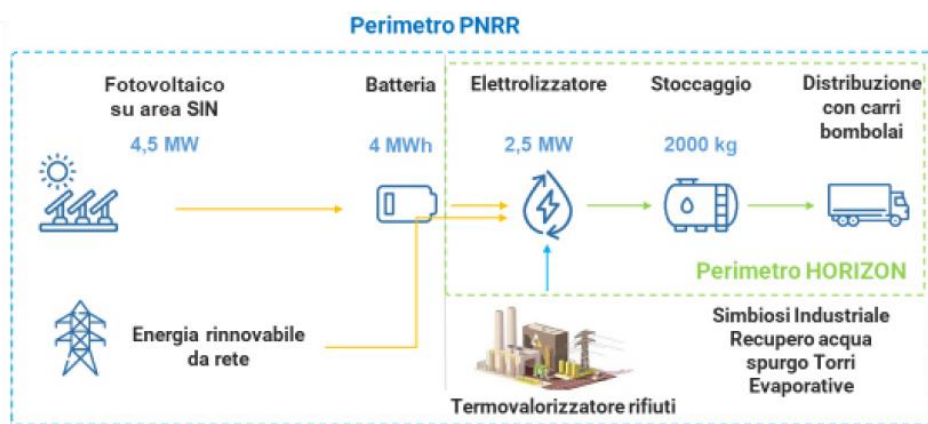 Perimetro PNRR
Fotovoltaico
su area SIN
4,5 MW
Batteria
4 MWh
Elettrolizzatore
2,5 MW
Stoccaggio
2000 kg
Distribuzione
con carri
bombolai
Perimetro HORIZON
Energia rinnovabile
da rete
Termovalorizzatore rifiuti
Simbiosi Industriale
Recupero acqua
spurgo Torri
Evaporative